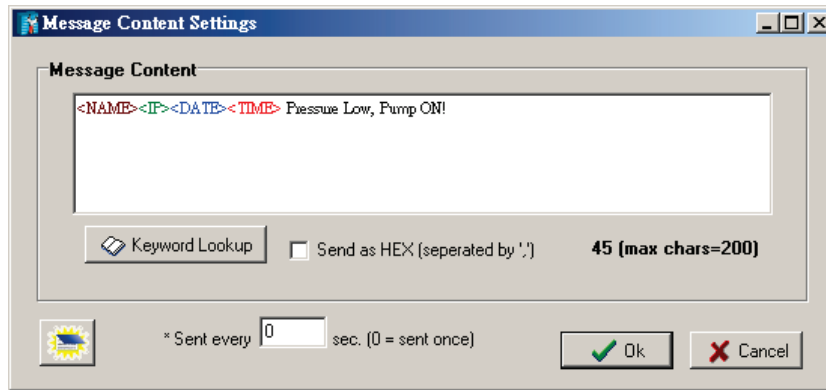 Message Content Settings
Message Content
<NAME><IP><DATE><TIME> Pressure Low, Pump ON!
Keyword Lookup
Send as HEX (seperated by ',')
45 (max chars=200)
* Sent every 0 sec. (0 = sent once)
Ok
Cancel